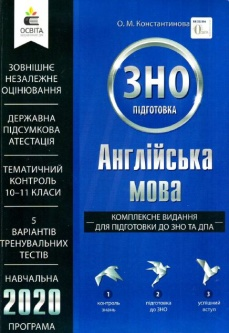 ОСВІТА
О. М. Константинова
ЗОВНІШНЄ
НЕЗАЛЕЖНЕ
ОЦІНЮВАННЯ
ДЕРЖАВНА
ПІДСУМКОВА
АТЕСТАЦІЯ
ТЕМАТИЧНИЙ
КОНТРОЛЬ
10–11 КЛАСИ
5
ВАРІАНТІВ
ТРЕНУВАЛЬНИХ
ТЕСТІВ
НАВЧАЛЬНА
2020
ПРОГРАМА
ЗНО
ПІДГОТОВКА
Англійська
мова
КОМПЛЕКСНЕ ВИДАННЯ
ДЛЯ ПІДГОТОВКИ ДО ЗНО ТА ДПА
1
контроль
знань
2
підготовка
до ЗНО
3
успішний
вступ